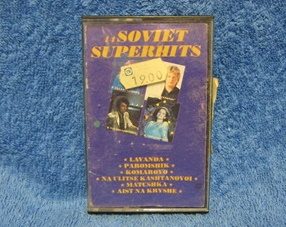 SOVIET
SUPERHITS
1900
• LAVANDA •
• PAROMSHIK •
• KOMAROVO •
• NA ULITSE KASHTANOVOI •
• MATUSHKA •
• AIST NA KRYSHE •